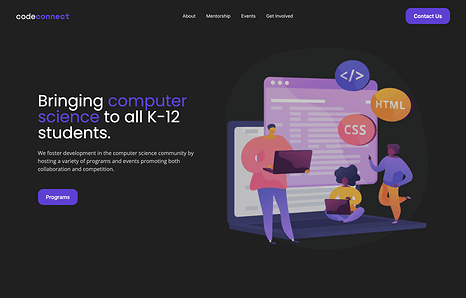 codeconnect
About Mentorship Events Get Involved
Contact Us
Bringing computer
science to all K-12
students.
We foster development in the computer science community by
hosting a variety of programs and events promoting both
collaboration and competition.
Programs
</>
HTML
CSS